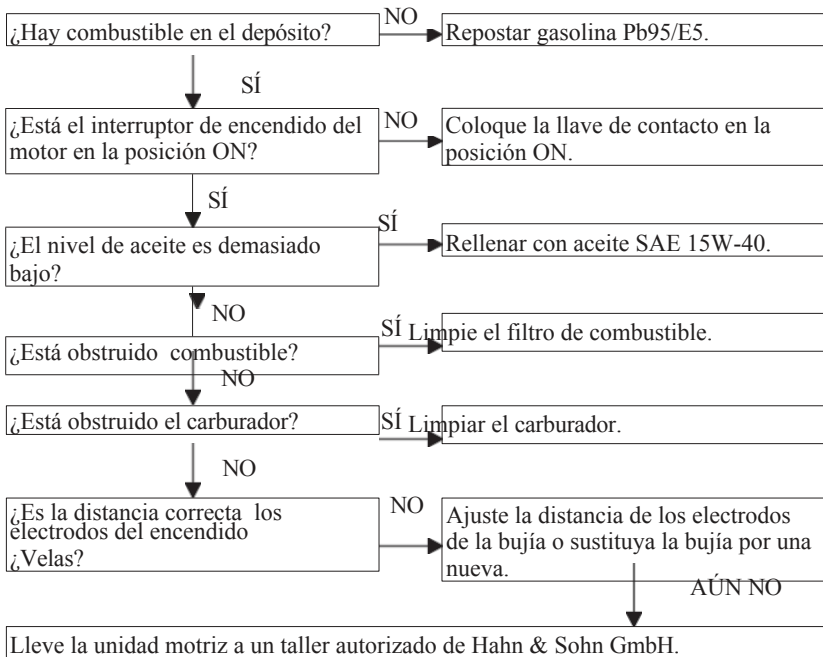 ¿Hay combustible en el depósito?
NO
Repostar gasolina Pb95/E5.
SÍ
¿Está el interruptor de encendido del
motor en la posición ON?
NO
Coloque la llave de contacto en la
posición ON.
SÍ
¿El nivel de aceite es demasiado
bajo?
SÍ
Rellenar con aceite SAE 15W-40.
NO
¿Está obstruido combustible?
SÍ
Limpie el filtro de combustible.
NO
¿Está obstruido el carburador?
SÍ
Limpiar el carburador.
NO
¿Es la distancia correcta los
electrodos del encendido
¿Velas?
NO
Ajuste la distancia de los electrodos
de la bujía o sustituya la bujía por una
nueva.
AÚN NO
Lleve la unidad motriz a un taller autorizado de Hahn & Sohn GmbH.